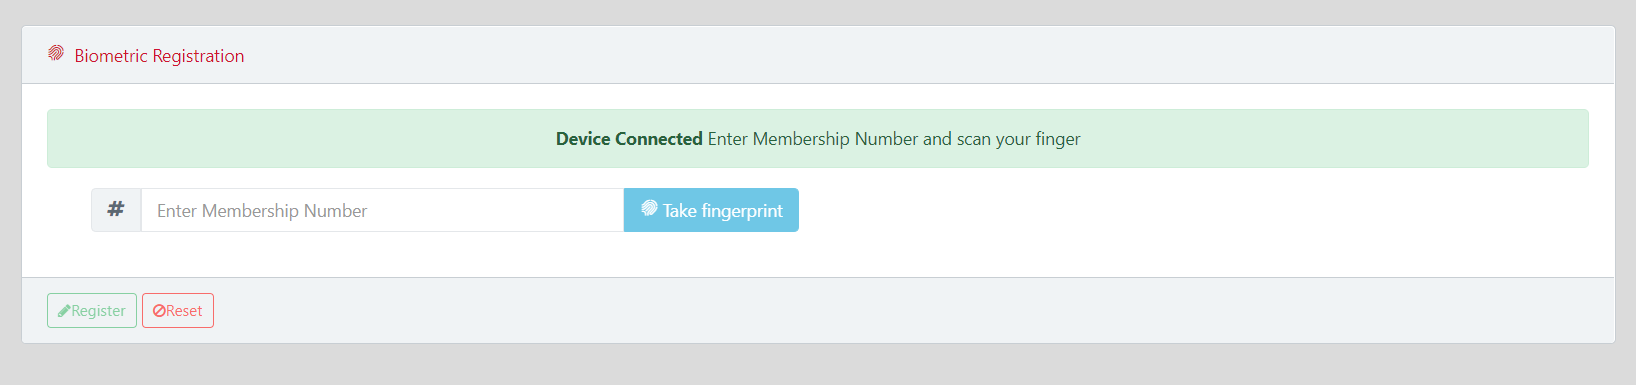 Biometric Registration
Device Connected Enter Membership Number and scan your finger
# Enter Membership Number Take fingerprint
Register Reset